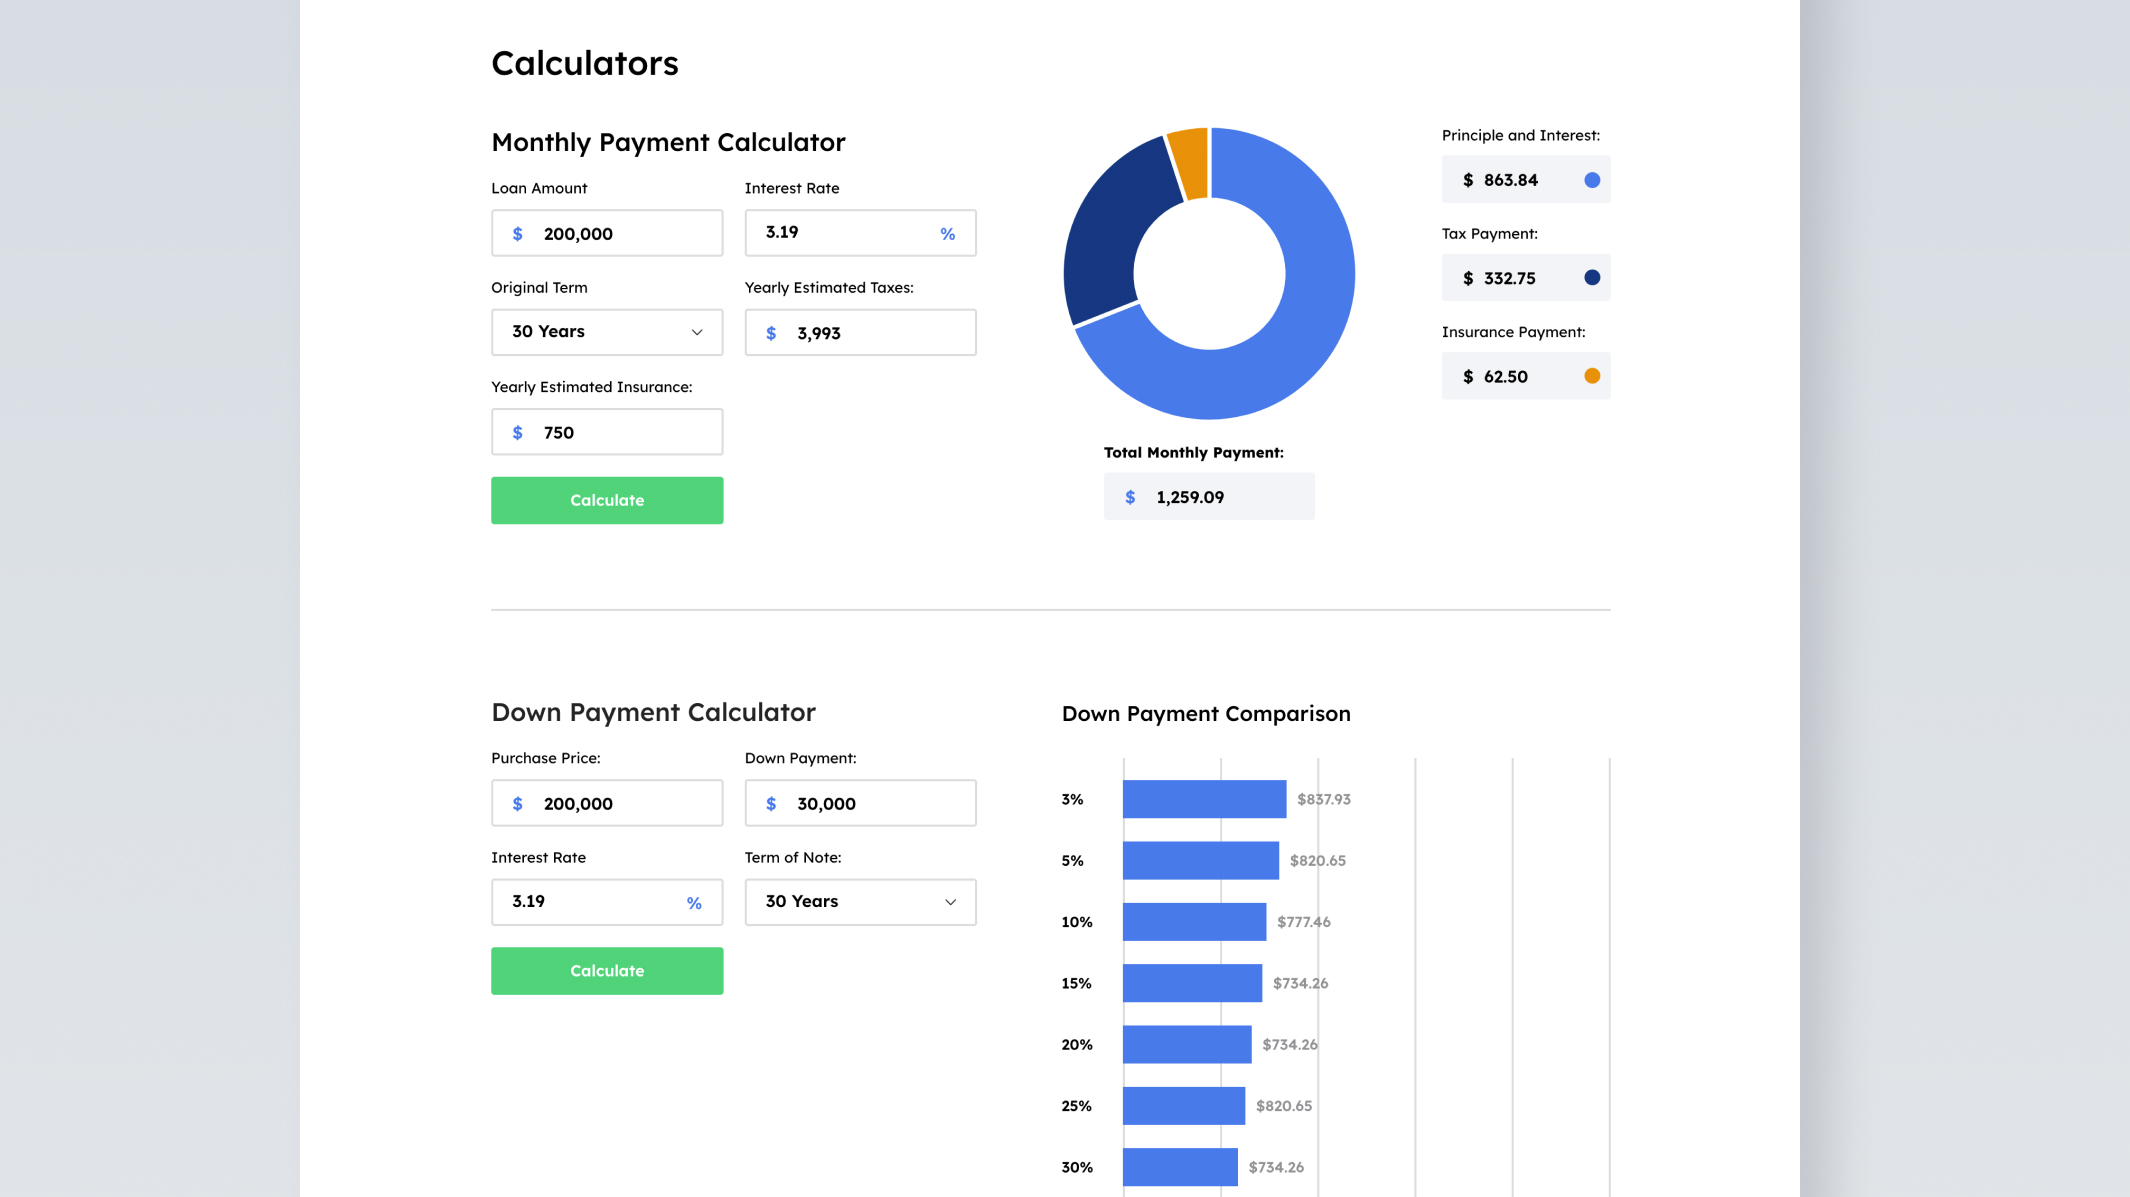 Calculators
Monthly Payment Calculator
Loan Amount
Interest Rate
$ 200,000
3.19 %
Original Term
Yearly Estimated Taxes:
30 Years
$ 3,993
Yearly Estimated Insurance:
$ 750
Calculate
Total Monthly Payment:
$ 1,259.09
Principle and Interest:
$ 863.84
Tax Payment:
$ 332.75
Insurance Payment:
$ 62.50
Down Payment Calculator
Purchase Price:
Down Payment:
$ 200,000
$ 30,000
Interest Rate
Term of Note:
3.19 %
30 Years
Calculate
Down Payment Comparison
3% $837.93
5% $820.65
10% $777.46
15% $734.26
20% $734.26
25% $820.65
30% $734.26